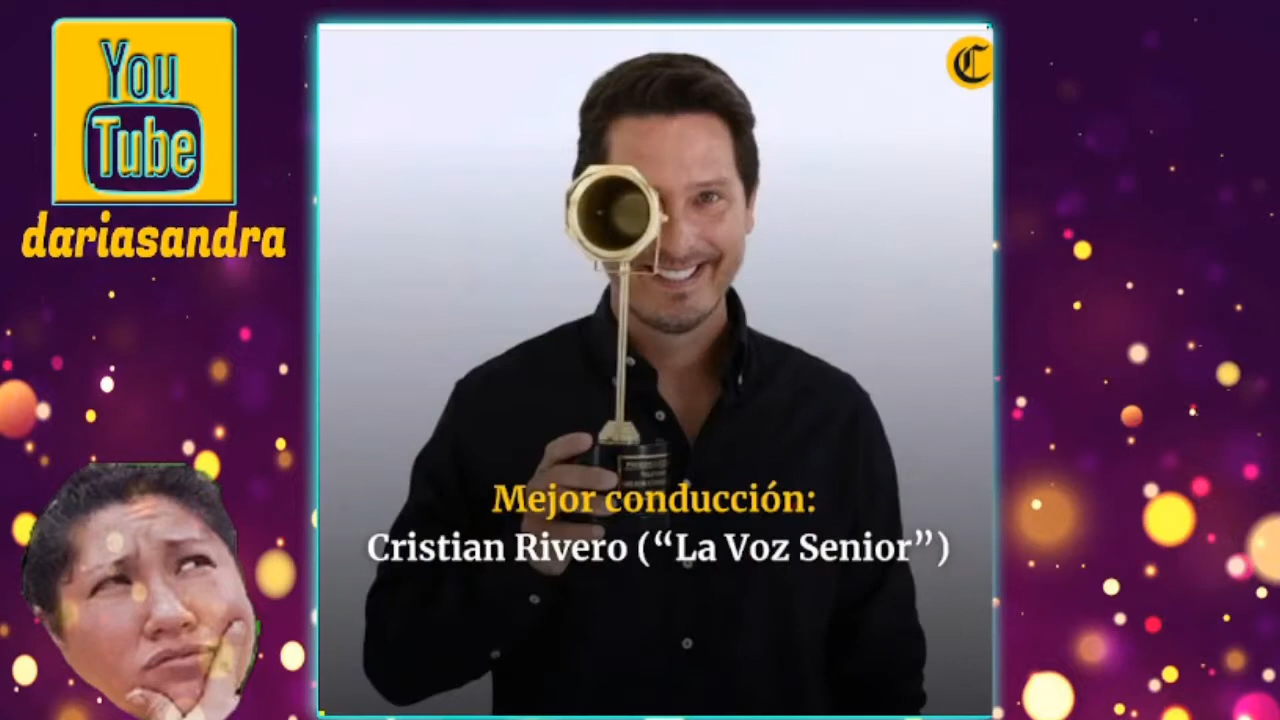 You
Tube
dariasandra
C
Mejor conducción:
Cristian Rivero (“La Voz Senior”)